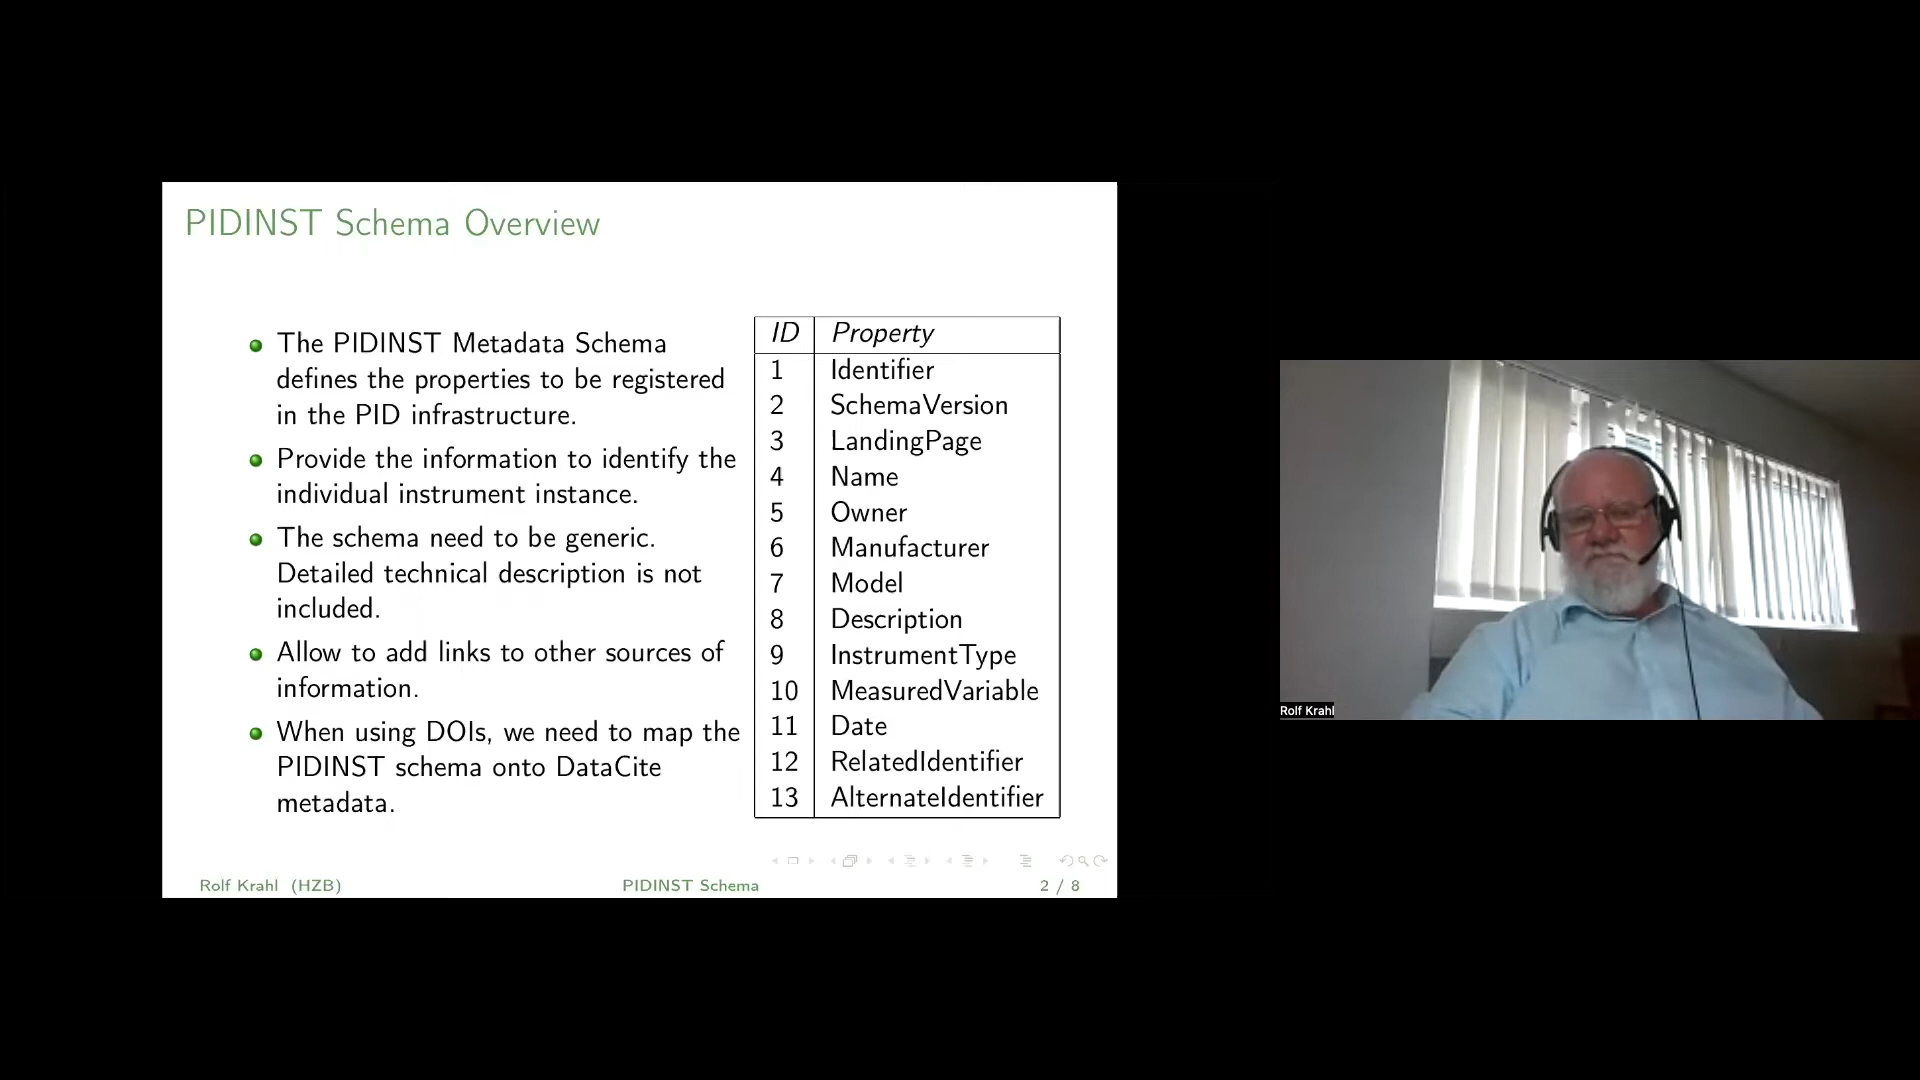 PIDINST Schema Overview
The PIDINST Metadata Schema
defines the properties to be registered
in the PID infrastructure.
Provide the information to identify the
individual instrument instance.
The schema need to be generic.
Detailed technical description is not
included.
Allow to add links to other sources of
information.
When using DOIs, we need to map the
PIDINST schema onto DataCite
metadata.
ID Property
1 Identifier
2 SchemaVersion
3 LandingPage
4 Name
5 Owner
6 Manufacturer
7 Model
8 Description
9 InstrumentType
10 MeasuredVariable
11 Date
12 RelatedIdentifier
13 AlternateIdentifier
Rolf Krahl (HZB) PIDINST Schema 2 / 8
Rolf Krahl